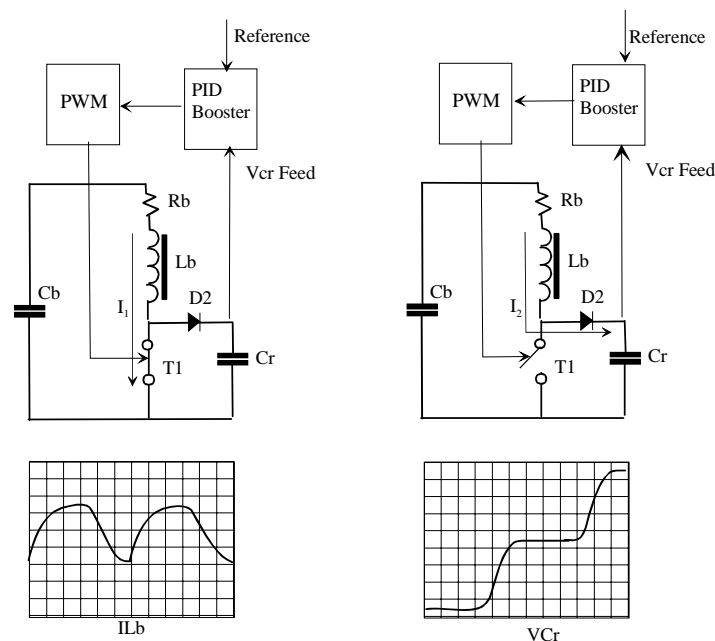 Reference
PWM
PID
Booster
Vcr Feed
Rb
Lb
Cb
D2
I1
T1
Cr
ILb
Reference
PWM
PID
Booster
Vcr Feed
Rb
Lb
Cb
D2
I2
T1
Cr
VCr